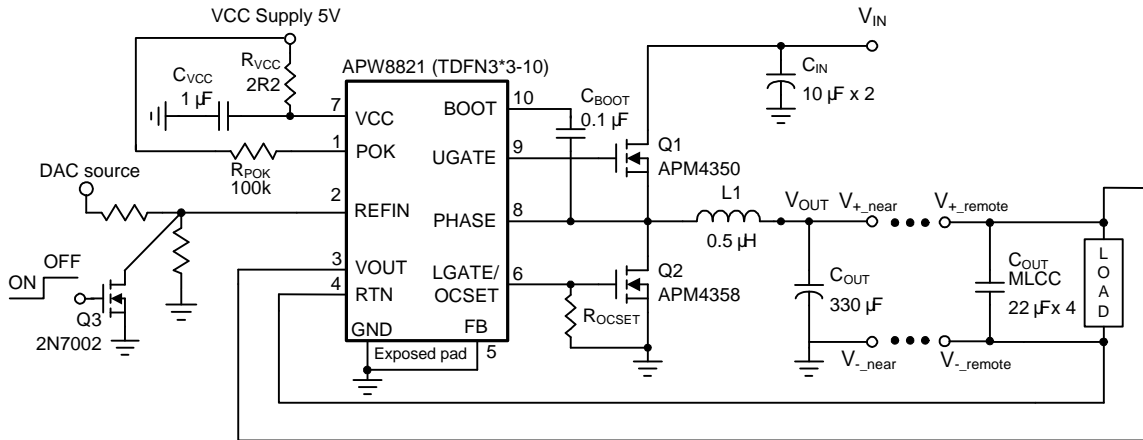 VCC Supply 5V
VIN
RVCC
2R2
CVCC
1 µF
APW8821 (TDFN3*3-10)
CIN
10 µF x 2
7
VCC
BOOT
10
CBOOT
0.1 µF
1
POK
UGATE
9
Q1
APM4350
RPOK
100k
DAC source
2
REFIN
PHASE
8
L1
0.5 µH
VOUT
V+_near
V+_remote
ON
OFF
3
VOUT
LGATE/
OCSET
6
Q2
APM4358
4
RTN
ROCSET
COUT
330 µF
COUT
MLCC
22 µFx 4
LOAD
Q3
2N7002
GND
FB
Exposed pad
5
V-_near
V-_remote